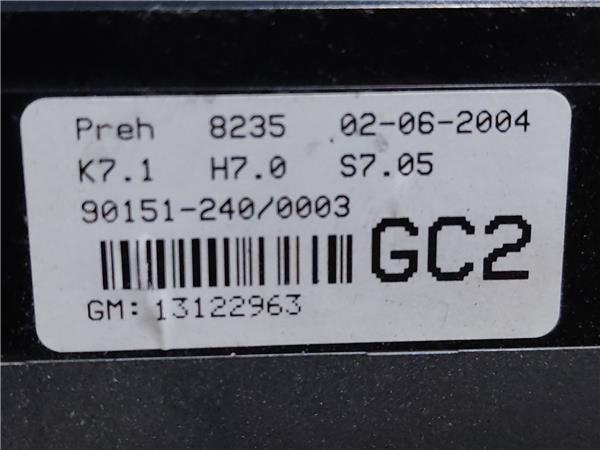 Preh 8235 02-06-2004
K7.1 H7.0 S7.05
90151-240/0003
GC2
GM: 13122963